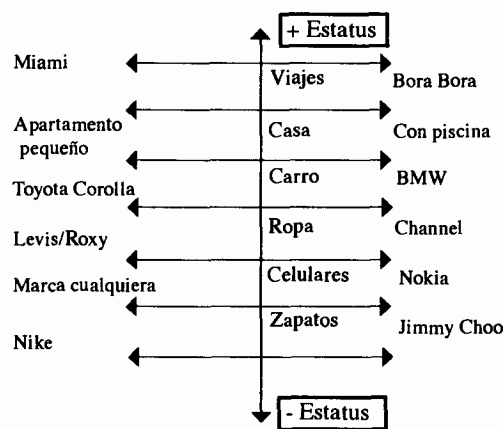 + Estatus
Miami
Viajes
Bora Bora
Apartamento
pequeño
Casa
Con piscina
Toyota Corolla
Carro
BMW
Levis/Roxy
Ropa
Channel
Marca cualquiera
Celulares
Nokia
Nike
Zapatos
Jimmy Choo
- Estatus